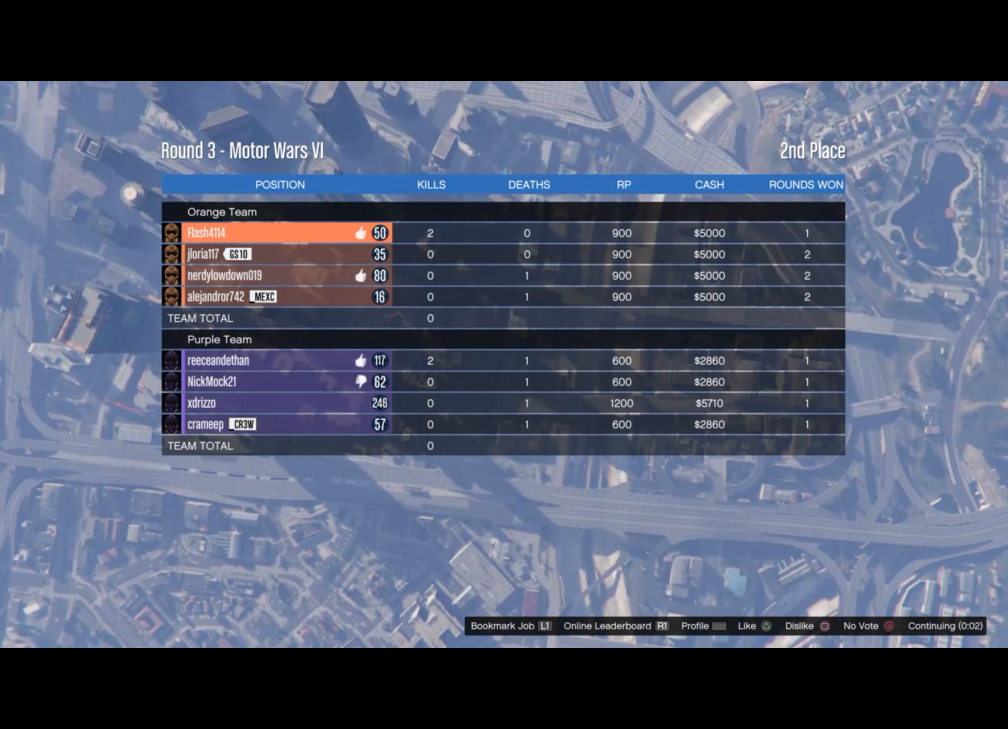 Round 3 - Motor Wars VI 2nd Place
POSITION KILLS DEATHS RP CASH ROUNDS WON
Orange Team
Flash4114 50 2 0 900 $5000 1
jloria117 GS10 35 0 0 900 $5000 2
nerdylowdown019 80 0 1 900 $5000 2
alejandror742 _MEXC 16 0 1 900 $5000 2
TEAM TOTAL 0
Purple Team
reeceandethan 117 2 1 600 $2860 1
NickMock21 62 0 1 600 $2860 1
xdrizzo 246 0 1 1200 $5710 1
crameep _CR3W 57 0 1 600 $2860 1
TEAM TOTAL 0
Bookmark Job L1 Online Leaderboard R1 Profile Like Dislike No Vote Continuing (0:02)